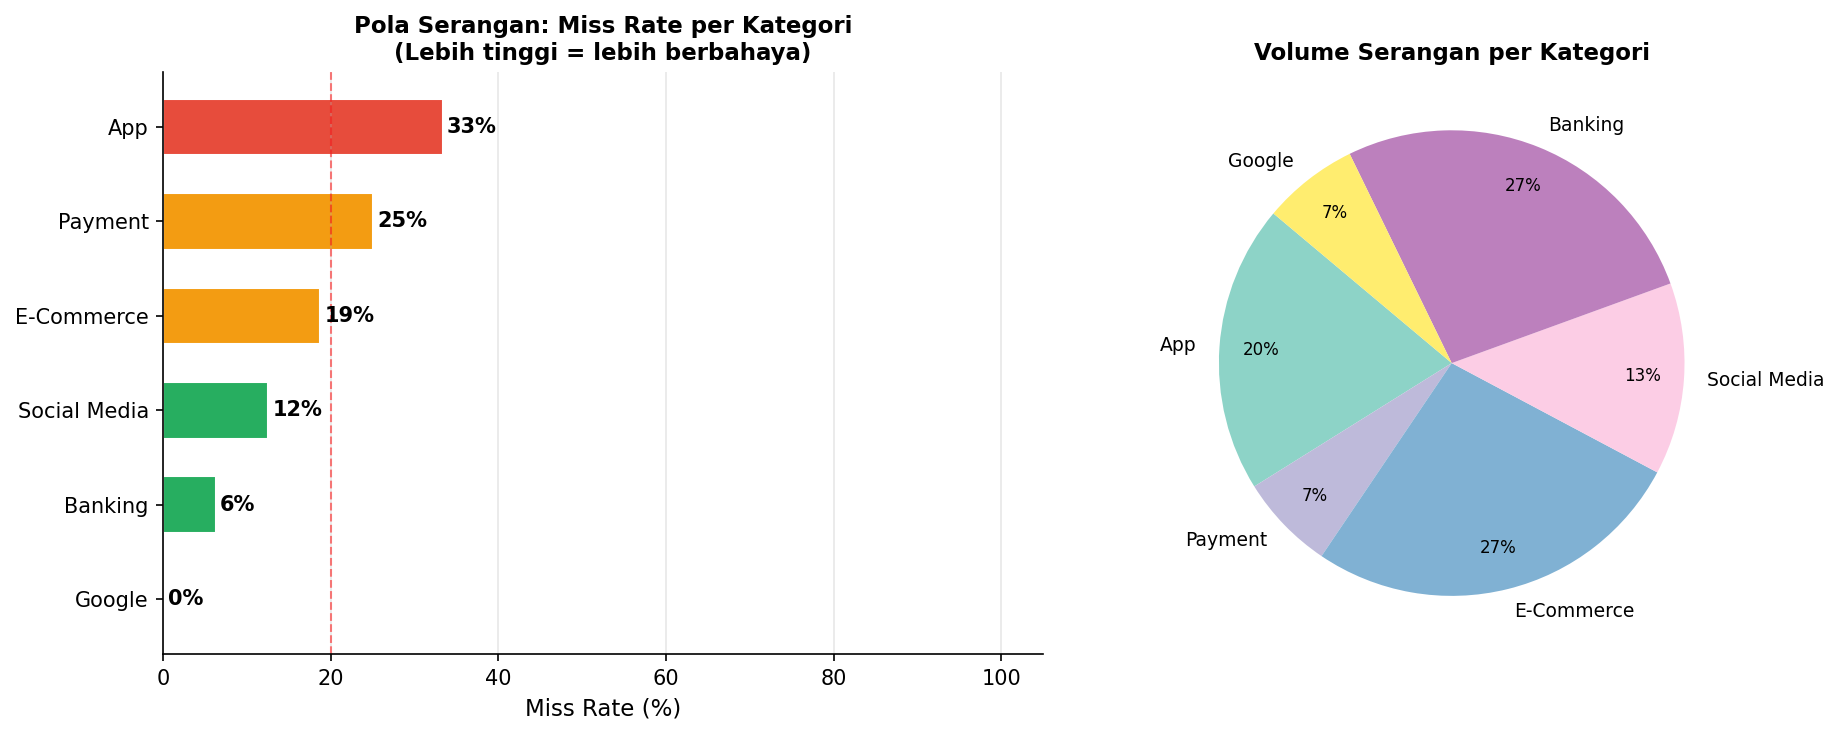 Pola Serangan: Miss Rate per Kategori
(Lebih tinggi = lebih berbahaya)
App
33%
Payment
25%
E-Commerce
19%
Social Media
12%
Banking
6%
Google
0%
0 20 40 60 80 100
Miss Rate (%)
Volume Serangan per Kategori
Banking
27%
Google
7%
App
20%
Social Media
13%
Payment
7%
E-Commerce
27%